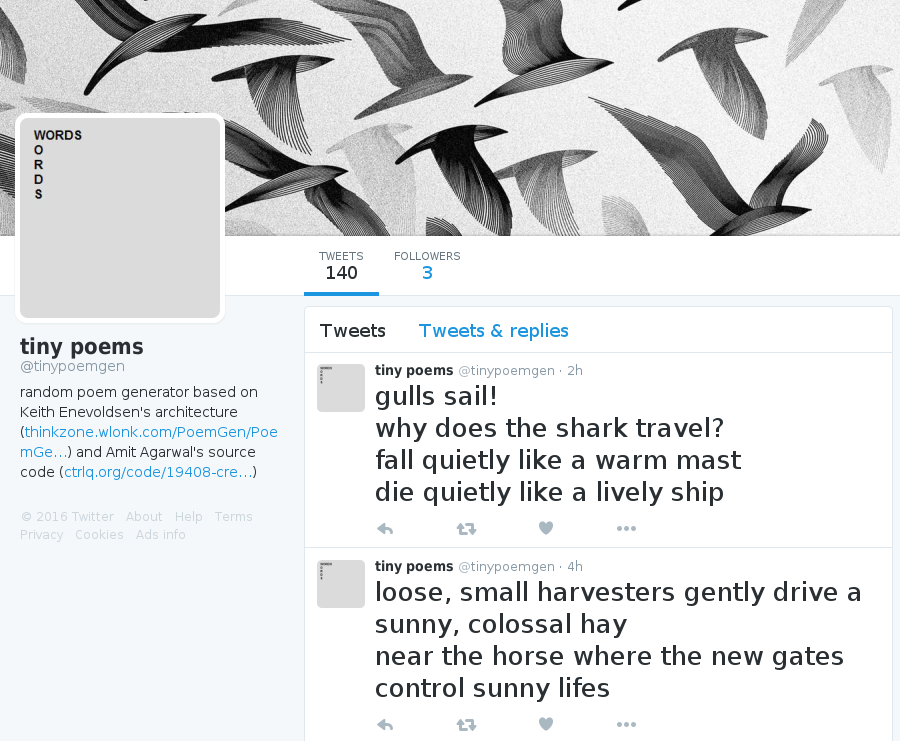 WORDS
O
R
D
S
TWEETS
140
FOLLOWERS
3
tiny poems
@tinypoemgen
random poem generator based on
Keith Enevoldsen's architecture
(thinkzone.wlonk.com/PoemGen/Poe
mGe…) and Amit Agarwal's source
code (ctrlq.org/code/19408-cre…)
© 2016 Twitter About Help Terms
Privacy Cookies Ads info
Tweets Tweets & replies
tiny poems @tinypoemgen · 2h
gulls sail!
why does the shark travel?
fall quietly like a warm mast
die quietly like a lively ship
tiny poems @tinypoemgen · 4h
loose, small harvesters gently drive a
sunny, colossal hay
near the horse where the new gates
control sunny lifes